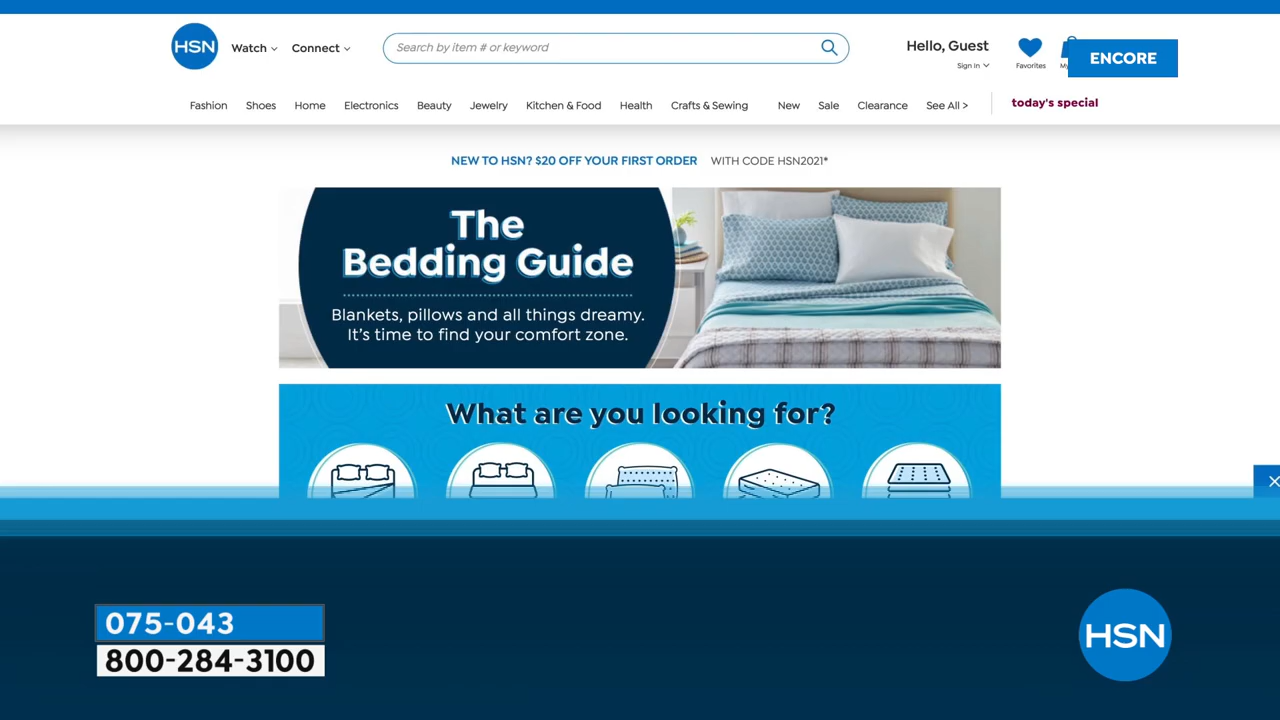 HSN
Watch
Connect
Search by item # or keyword
Hello, Guest
Sign In
Favorites
ENCORE
Fashion Shoes Home Electronics Beauty Jewelry Kitchen & Food Health Crafts & Sewing New Sale Clearance See All >
today's special
NEW TO HSN? $20 OFF YOUR FIRST ORDER WITH CODE HSN2021*
The
Bedding Guide
Blankets, pillows and all things dreamy.
It's time to find your comfort zone.
What are you looking for?
075-043
800-284-3100
HSN